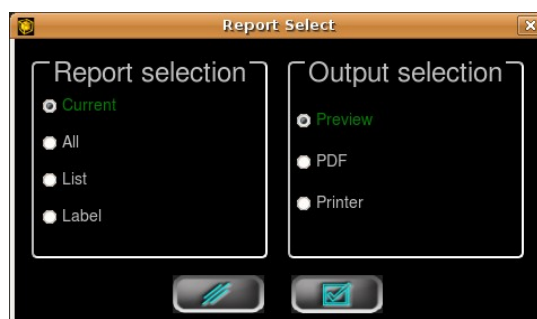 Report Select
Report selection
Current
All
List
Label
Output selection
Preview
PDF
Printer